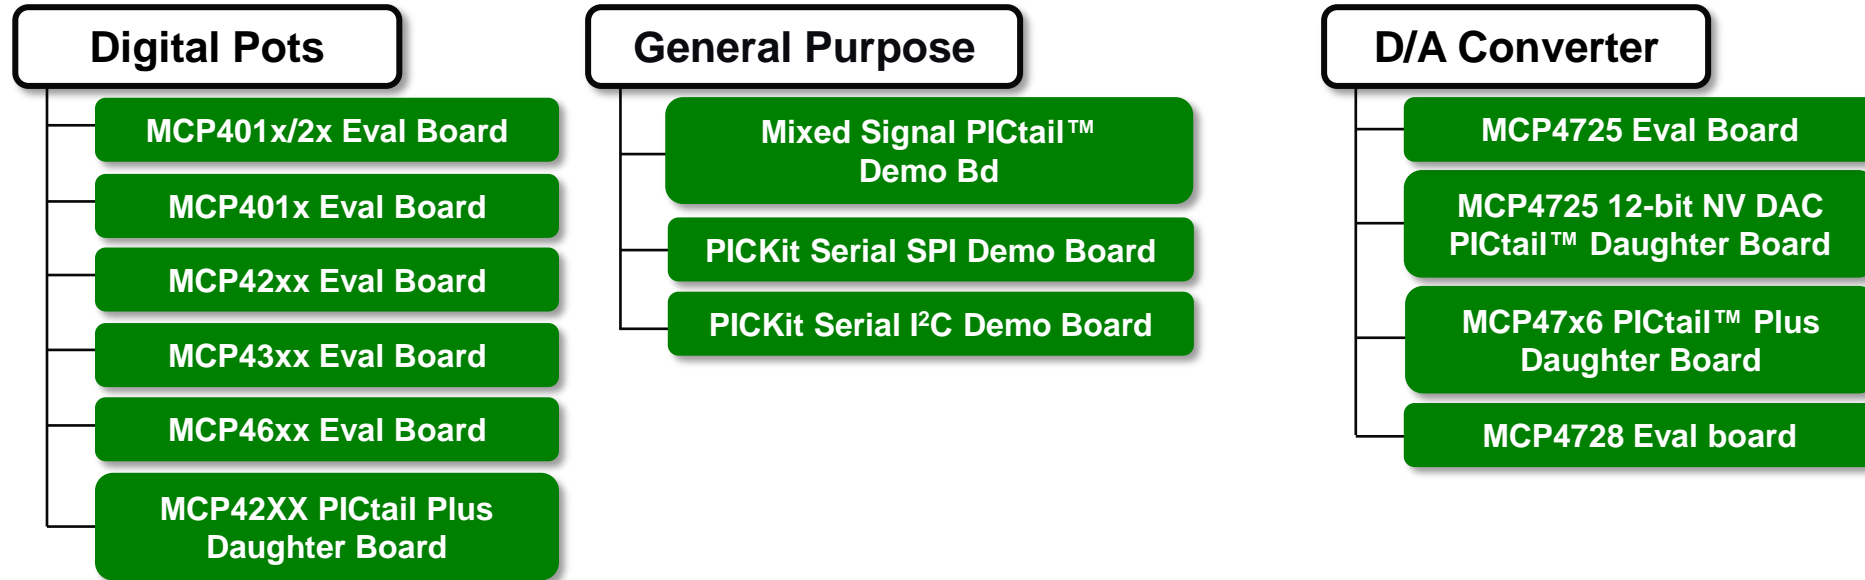 Digital Pots
MCP401x/2x Eval Board
MCP401x Eval Board
MCP42xx Eval Board
MCP43xx Eval Board
MCP46xx Eval Board
MCP42XX PICtail Plus
Daughter Board
General Purpose
Mixed Signal PICtail™
Demo Bd
PICKit Serial SPI Demo Board
PICKit Serial I²C Demo Board
D/A Converter
MCP4725 Eval Board
MCP4725 12-bit NV DAC
PICtail™ Daughter Board
MCP47x6 PICtail™ Plus
Daughter Board
MCP4728 Eval board